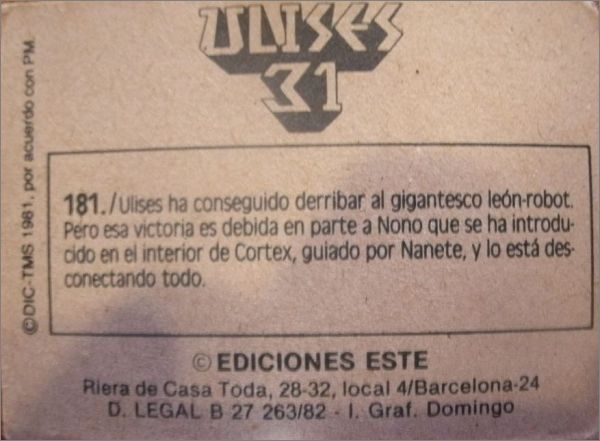 ULISES
31
181./Ulises ha conseguido derribar al gigantesco león-robot.
Pero esa victoria es debida en parte a Nono que se ha introdu-
cido en el interior de Cortex, guiado por Nanete, y lo está des-
conectando todo.
©DIC-TMS 1981, por acuerdo con PM.
© EDICIONES ESTE
Riera de Casa Toda, 28-32, local 4/Barcelona-24
D. LEGAL B 27 263/82 - I. Graf. Domingo